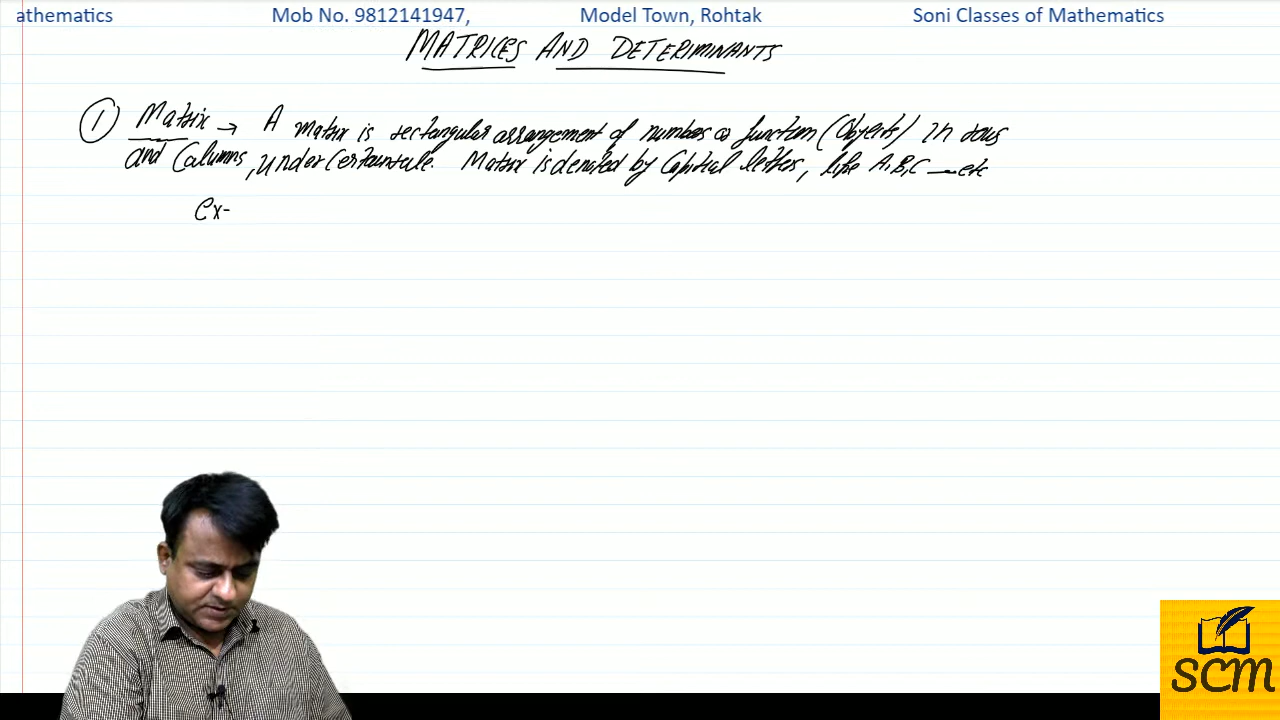 athematics Mob No. 9812141947, Model Town, Rohtak Soni Classes of Mathematics
MATRICES AND DETERIMINANTS
① Matrix → A matrix is rectangular arrangement of number or function (Objects) in rows
and Columns, under Certain rule. Matrix is denoted by Capital letters, like A,B,C — etc
Ex-
SCM